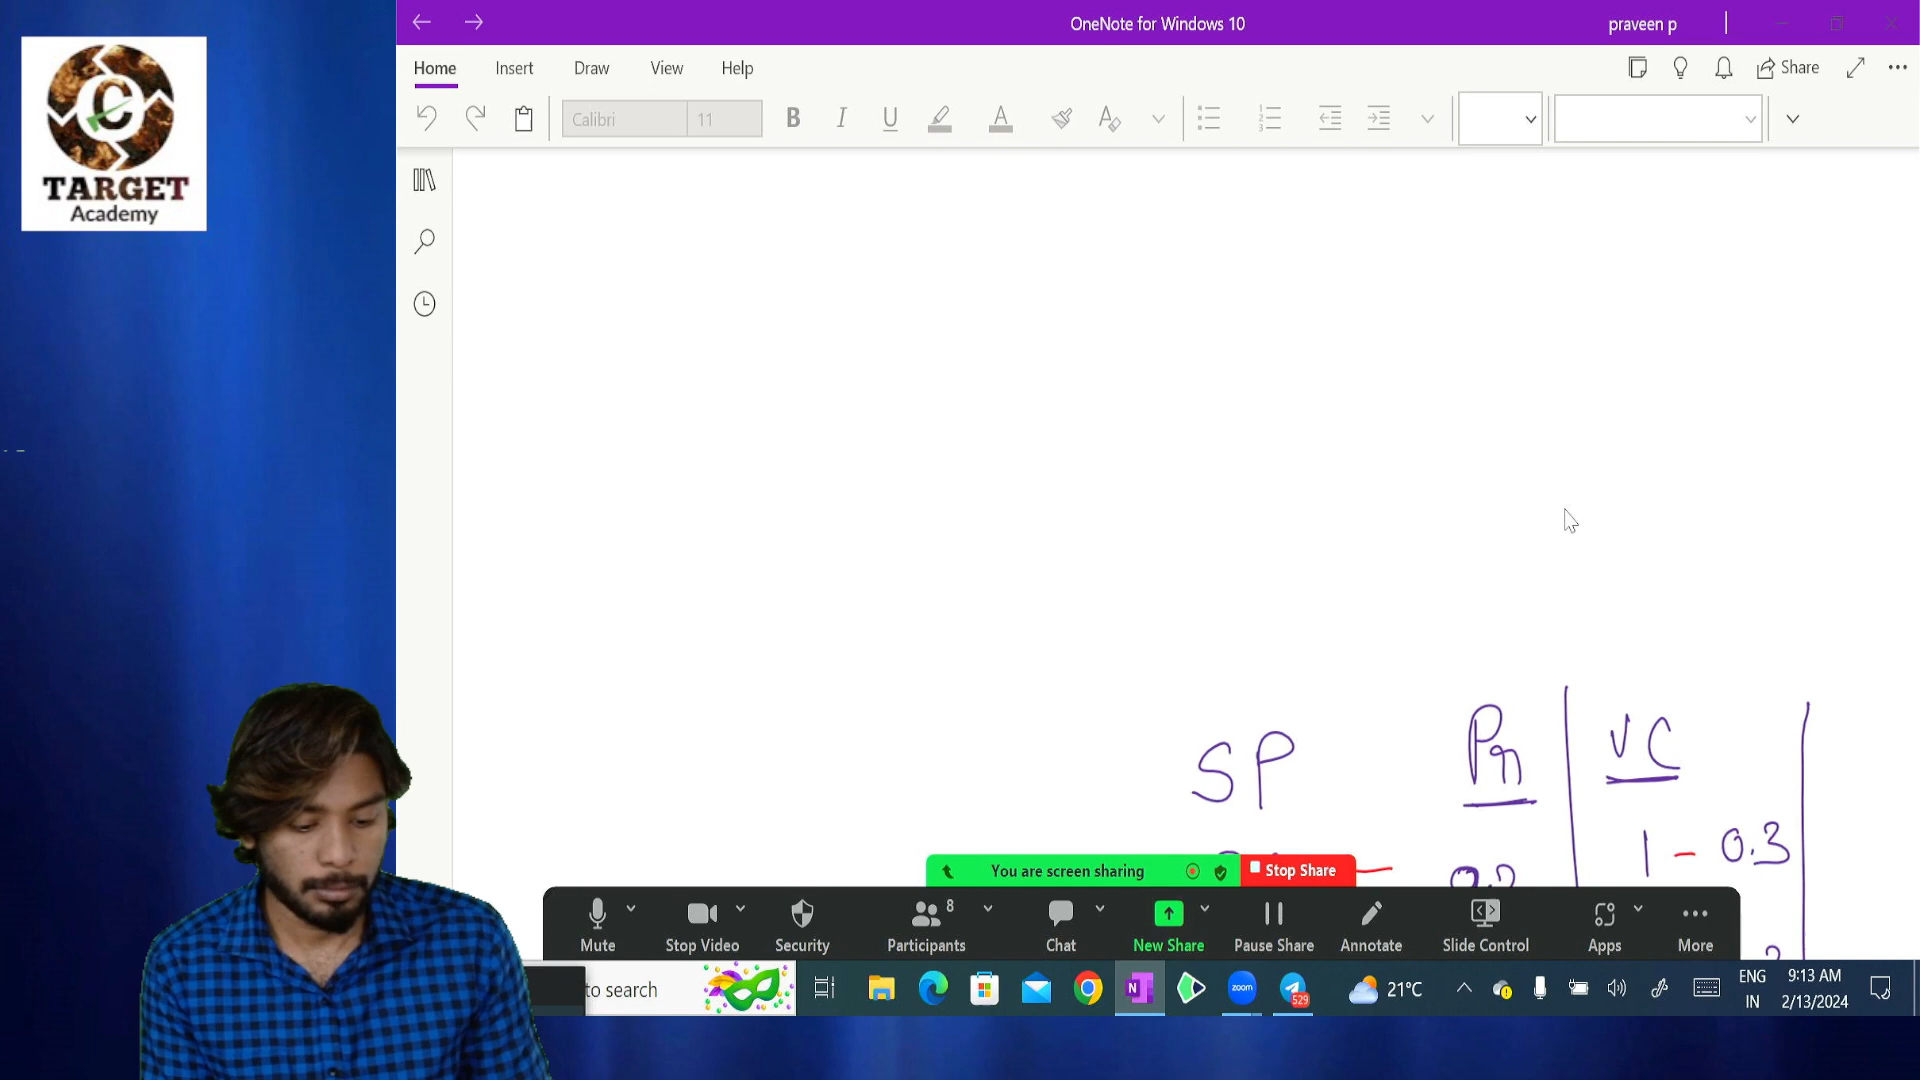 OneNote for Windows 10
praveen p
TARGET
Academy
Home Insert Draw View Help
Share
Calibri 11
B I U A A
SP
Pn
VC
1 - 0.3
You are screen sharing
Stop Share
8
Mute Stop Video Security Participants Chat New Share Pause Share Annotate Slide Control Apps More
to search
zoom
529
21°C
ENG
IN
9:13 AM
2/13/2024